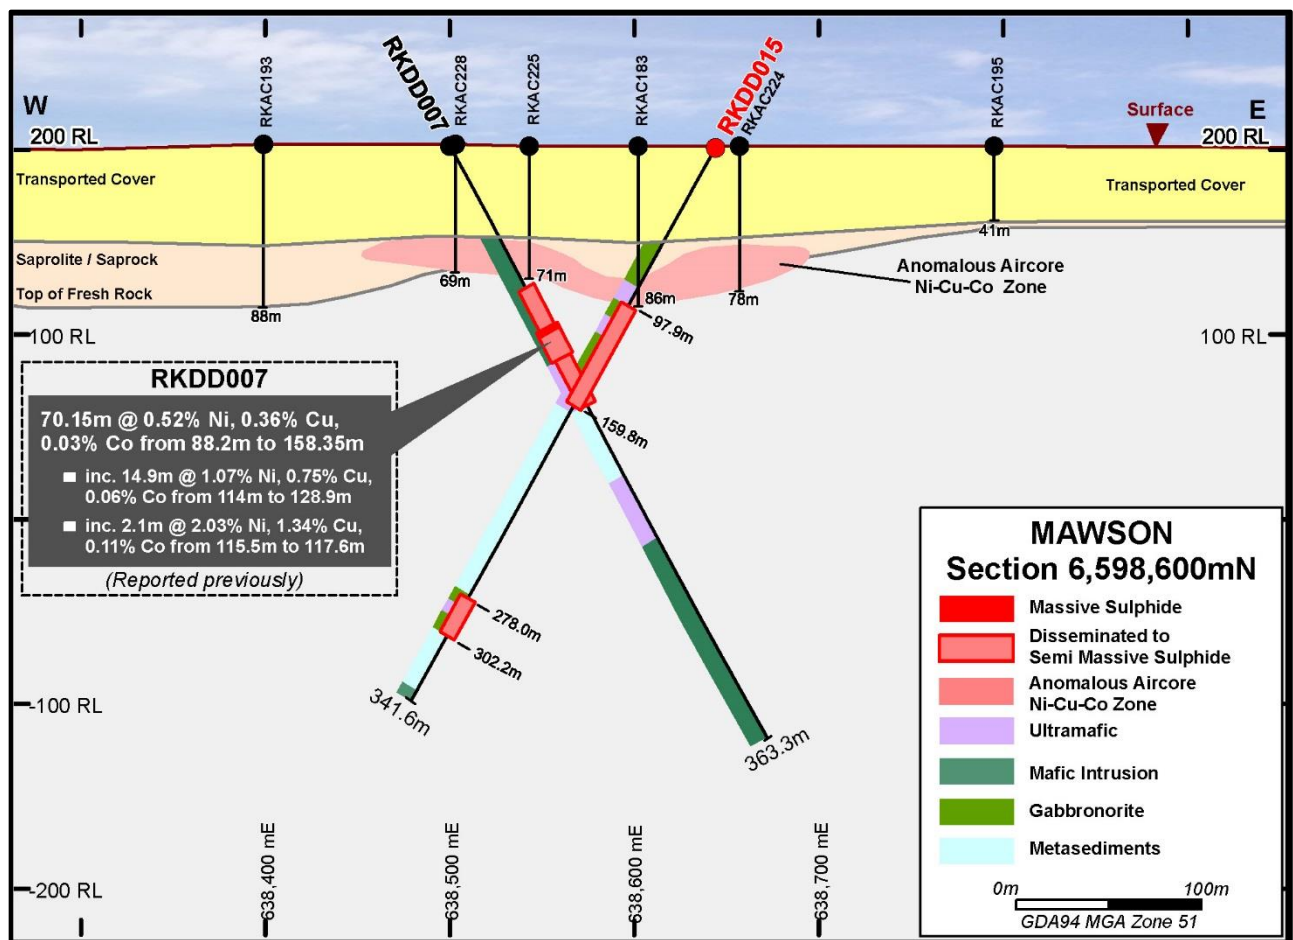 W
E
RKAC193
RKDD007
RKAC228
RKAC225
RKAC183
RKDD015
RKAC224
RKAC195
Surface
200 RL
200 RL
Transported Cover
Transported Cover
Saprolite / Saprock
Top of Fresh Rock
88m
69m
71m
86m
78m
41m
Anomalous Aircore
Ni-Cu-Co Zone
100 RL
100 RL
97.9m
159.8m
278.0m
302.2m
341.6m
363.3m
RKDD007
70.15m @ 0.52% Ni, 0.36% Cu,
0.03% Co from 88.2m to 158.35m
inc. 14.9m @ 1.07% Ni, 0.75% Cu,
0.06% Co from 114m to 128.9m
inc. 2.1m @ 2.03% Ni, 1.34% Cu,
0.11% Co from 115.5m to 117.6m
(Reported previously)
-100 RL
-200 RL
638,400 mE
638,500 mE
638,600 mE
638,700 mE
MAWSON
Section 6,598,600mN
Massive Sulphide
Disseminated to
Semi Massive Sulphide
Anomalous Aircore
Ni-Cu-Co Zone
Ultramafic
Mafic Intrusion
Gabbronorite
Metasediments
0m
100m
GDA94 MGA Zone 51